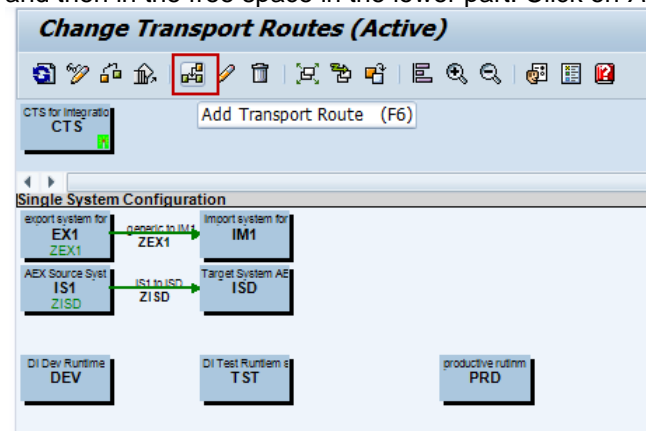 and then in the free space in the lower part. Click on
Change Transport Routes (Active)
Add Transport Route (F6)
CTS for Integratio
CTS
Single System Configuration
export system for
EX1
ZEX1
generic to IM1
ZEX1
Import system for
IM1
AEX Source Syst
IS1
ZISD
IS1 to ISD
ZISD
Target System AE
ISD
DI Dev Runtime
DEV
DI Test Runtiem s
TST
productive rutinm
PRD